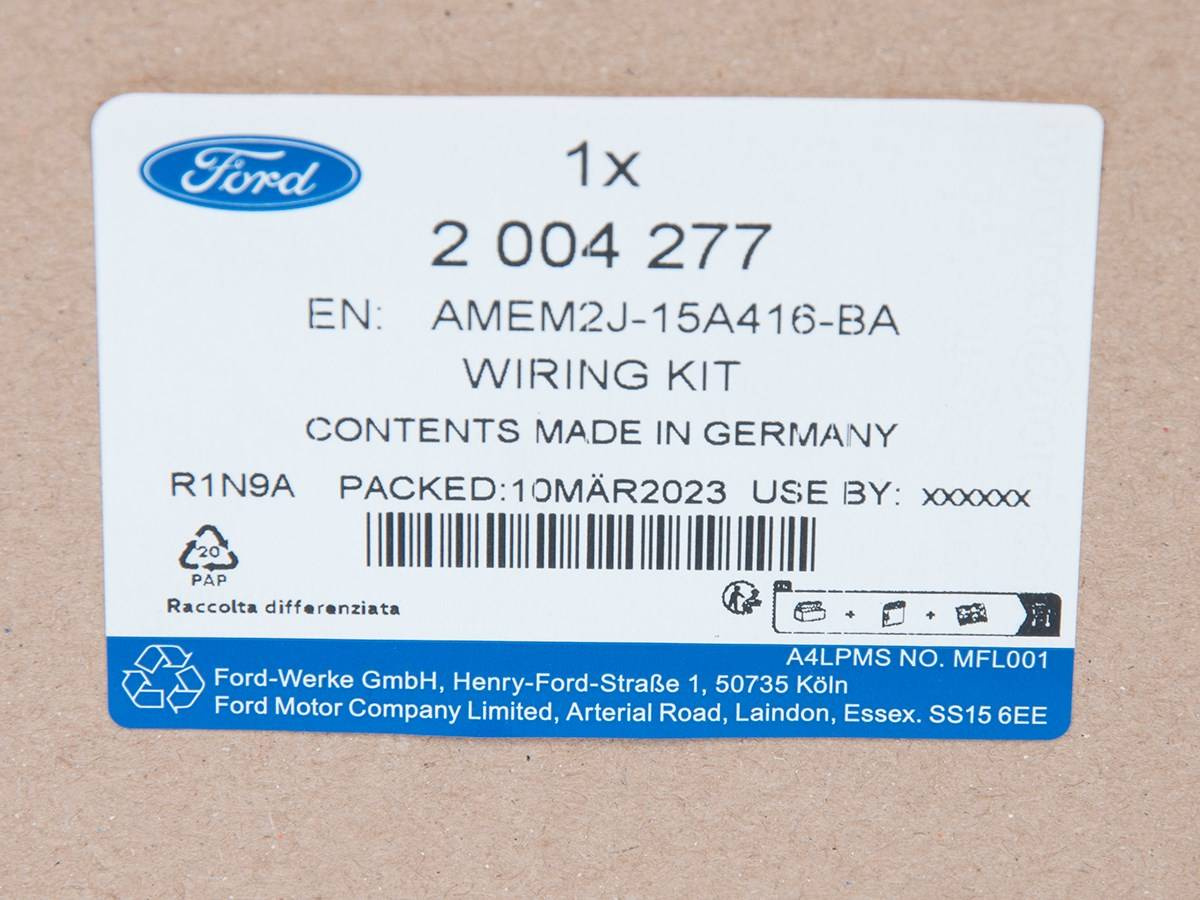 Ford
1x
2 004 277
EN: AMEM2J-15A416-BA
WIRING KIT
CONTENTS MADE IN GERMANY
R1N9A PACKED:10MÄR2023 USE BY: xxxxxx
20
PAP
Raccolta differenziata
A4LPMS NO. MFL001
Ford-Werke GmbH, Henry-Ford-Straße 1, 50735 Köln
Ford Motor Company Limited, Arterial Road, Laindon, Essex. SS15 6EE